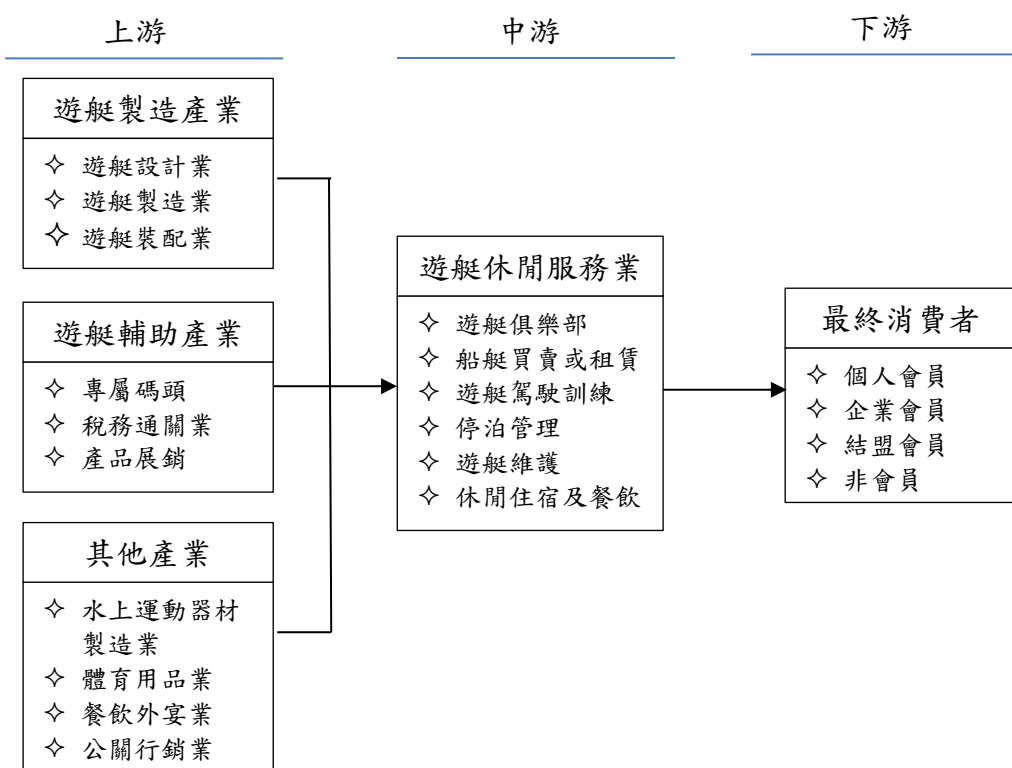 上游
中游
下游
遊艇製造產業
✧ 遊艇設計業
✧ 遊艇製造業
✧ 遊艇裝配業
遊艇輔助產業
✧ 專屬碼頭
✧ 稅務通關業
✧ 產品展銷
其他產業
✧ 水上運動器材
製造業
✧ 體育用品業
✧ 餐飲外宴業
✧ 公關行銷業
遊艇休閒服務業
✧ 遊艇俱樂部
✧ 船艇買賣或租賃
✧ 遊艇駕駛訓練
✧ 停泊管理
✧ 遊艇維護
✧ 休閒住宿及餐飲
最終消費者
✧ 個人會員
✧ 企業會員
✧ 結盟會員
✧ 非會員